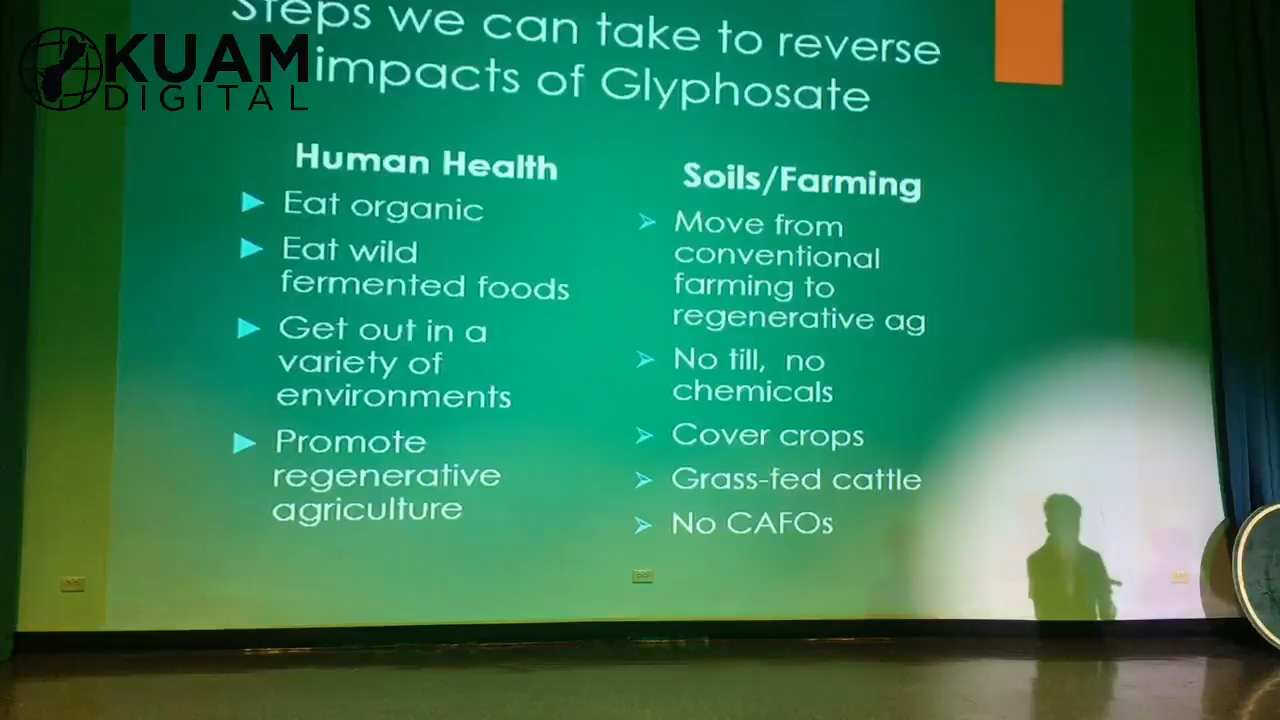 KUAM
DIGITAL
Steps we can take to reverse
impacts of Glyphosate
Human Health
Eat organic
Eat wild
fermented foods
Get out in a
variety of
environments
Promote
regenerative
agriculture
Soils/Farming
Move from
conventional
farming to
regenerative ag
No till, no
chemicals
Cover crops
Grass-fed cattle
No CAFOs